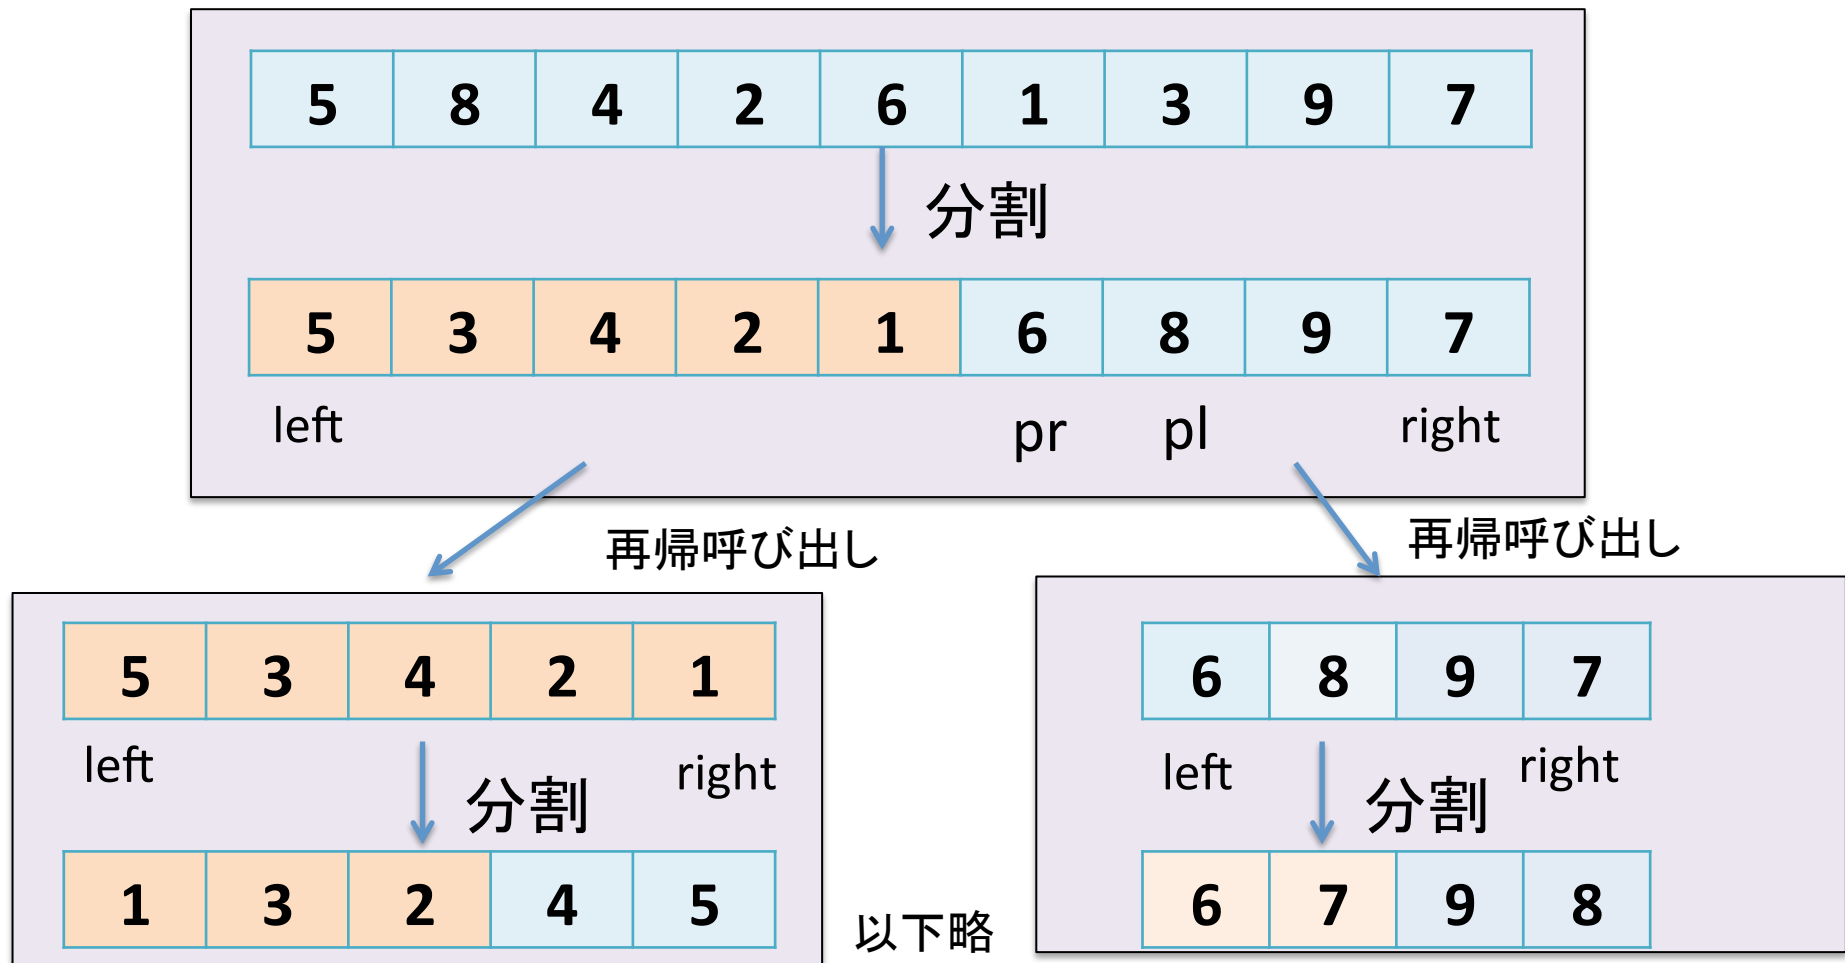 5 8 4 2 6 1 3 9 7
分割
5 3 4 2 1 6 8 9 7
left pr pl right
再帰呼び出し
再帰呼び出し
5 3 4 2 1
left right
分割
1 3 2 4 5
以下略
6 8 9 7
left right
分割
6 7 9 8